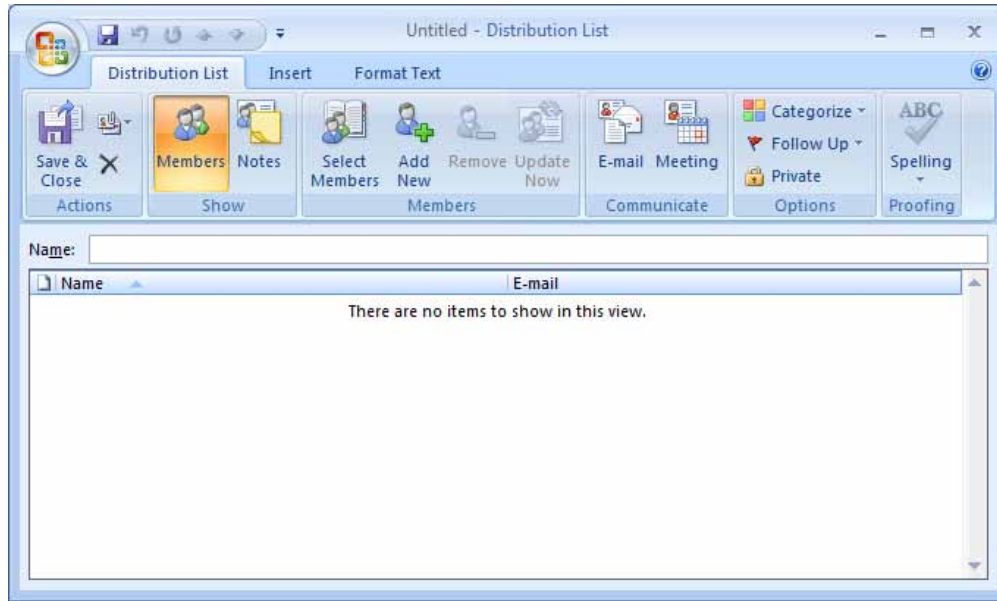 Untitled - Distribution List
Distribution List Insert Format Text
Save & Close
Members Notes
Select Members Add New Remove Update Now
E-mail Meeting
Categorize
Follow Up
Private
ABC
Spelling
Actions Show Members Communicate Options Proofing
Name:
Name E-mail
There are no items to show in this view.